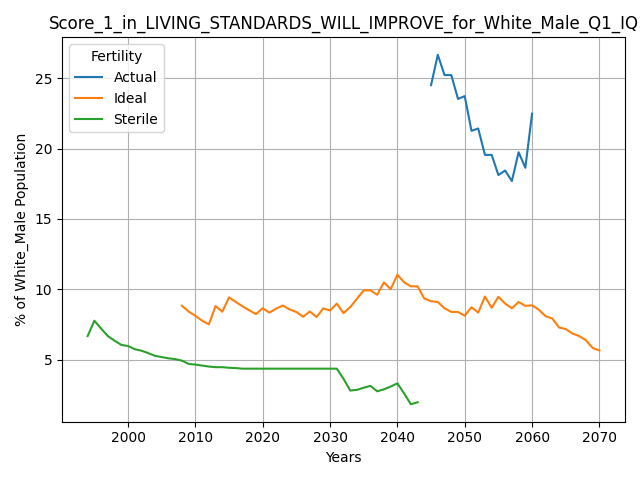 Score_1_in_LIVING_STANDARDS_WILL_IMPROVE_for_White_Male_Q1_IQ
Fertility
Actual
Ideal
Sterile
% of White_Male Population
25
20
15
10
5
2000 2010 2020 2030 2040 2050 2060 2070
Years